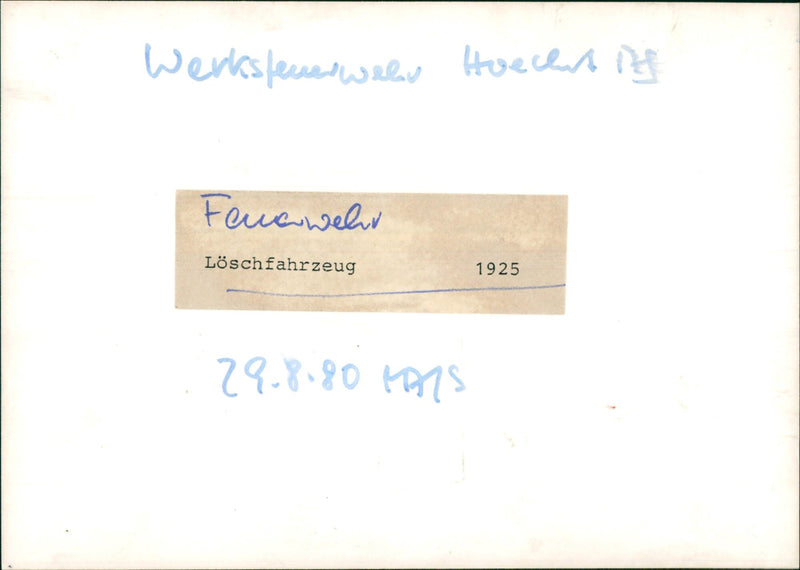 Werksfeuerwehr Hoechst
Feuerwehr
Löschfahrzeug 1925
29.8.80